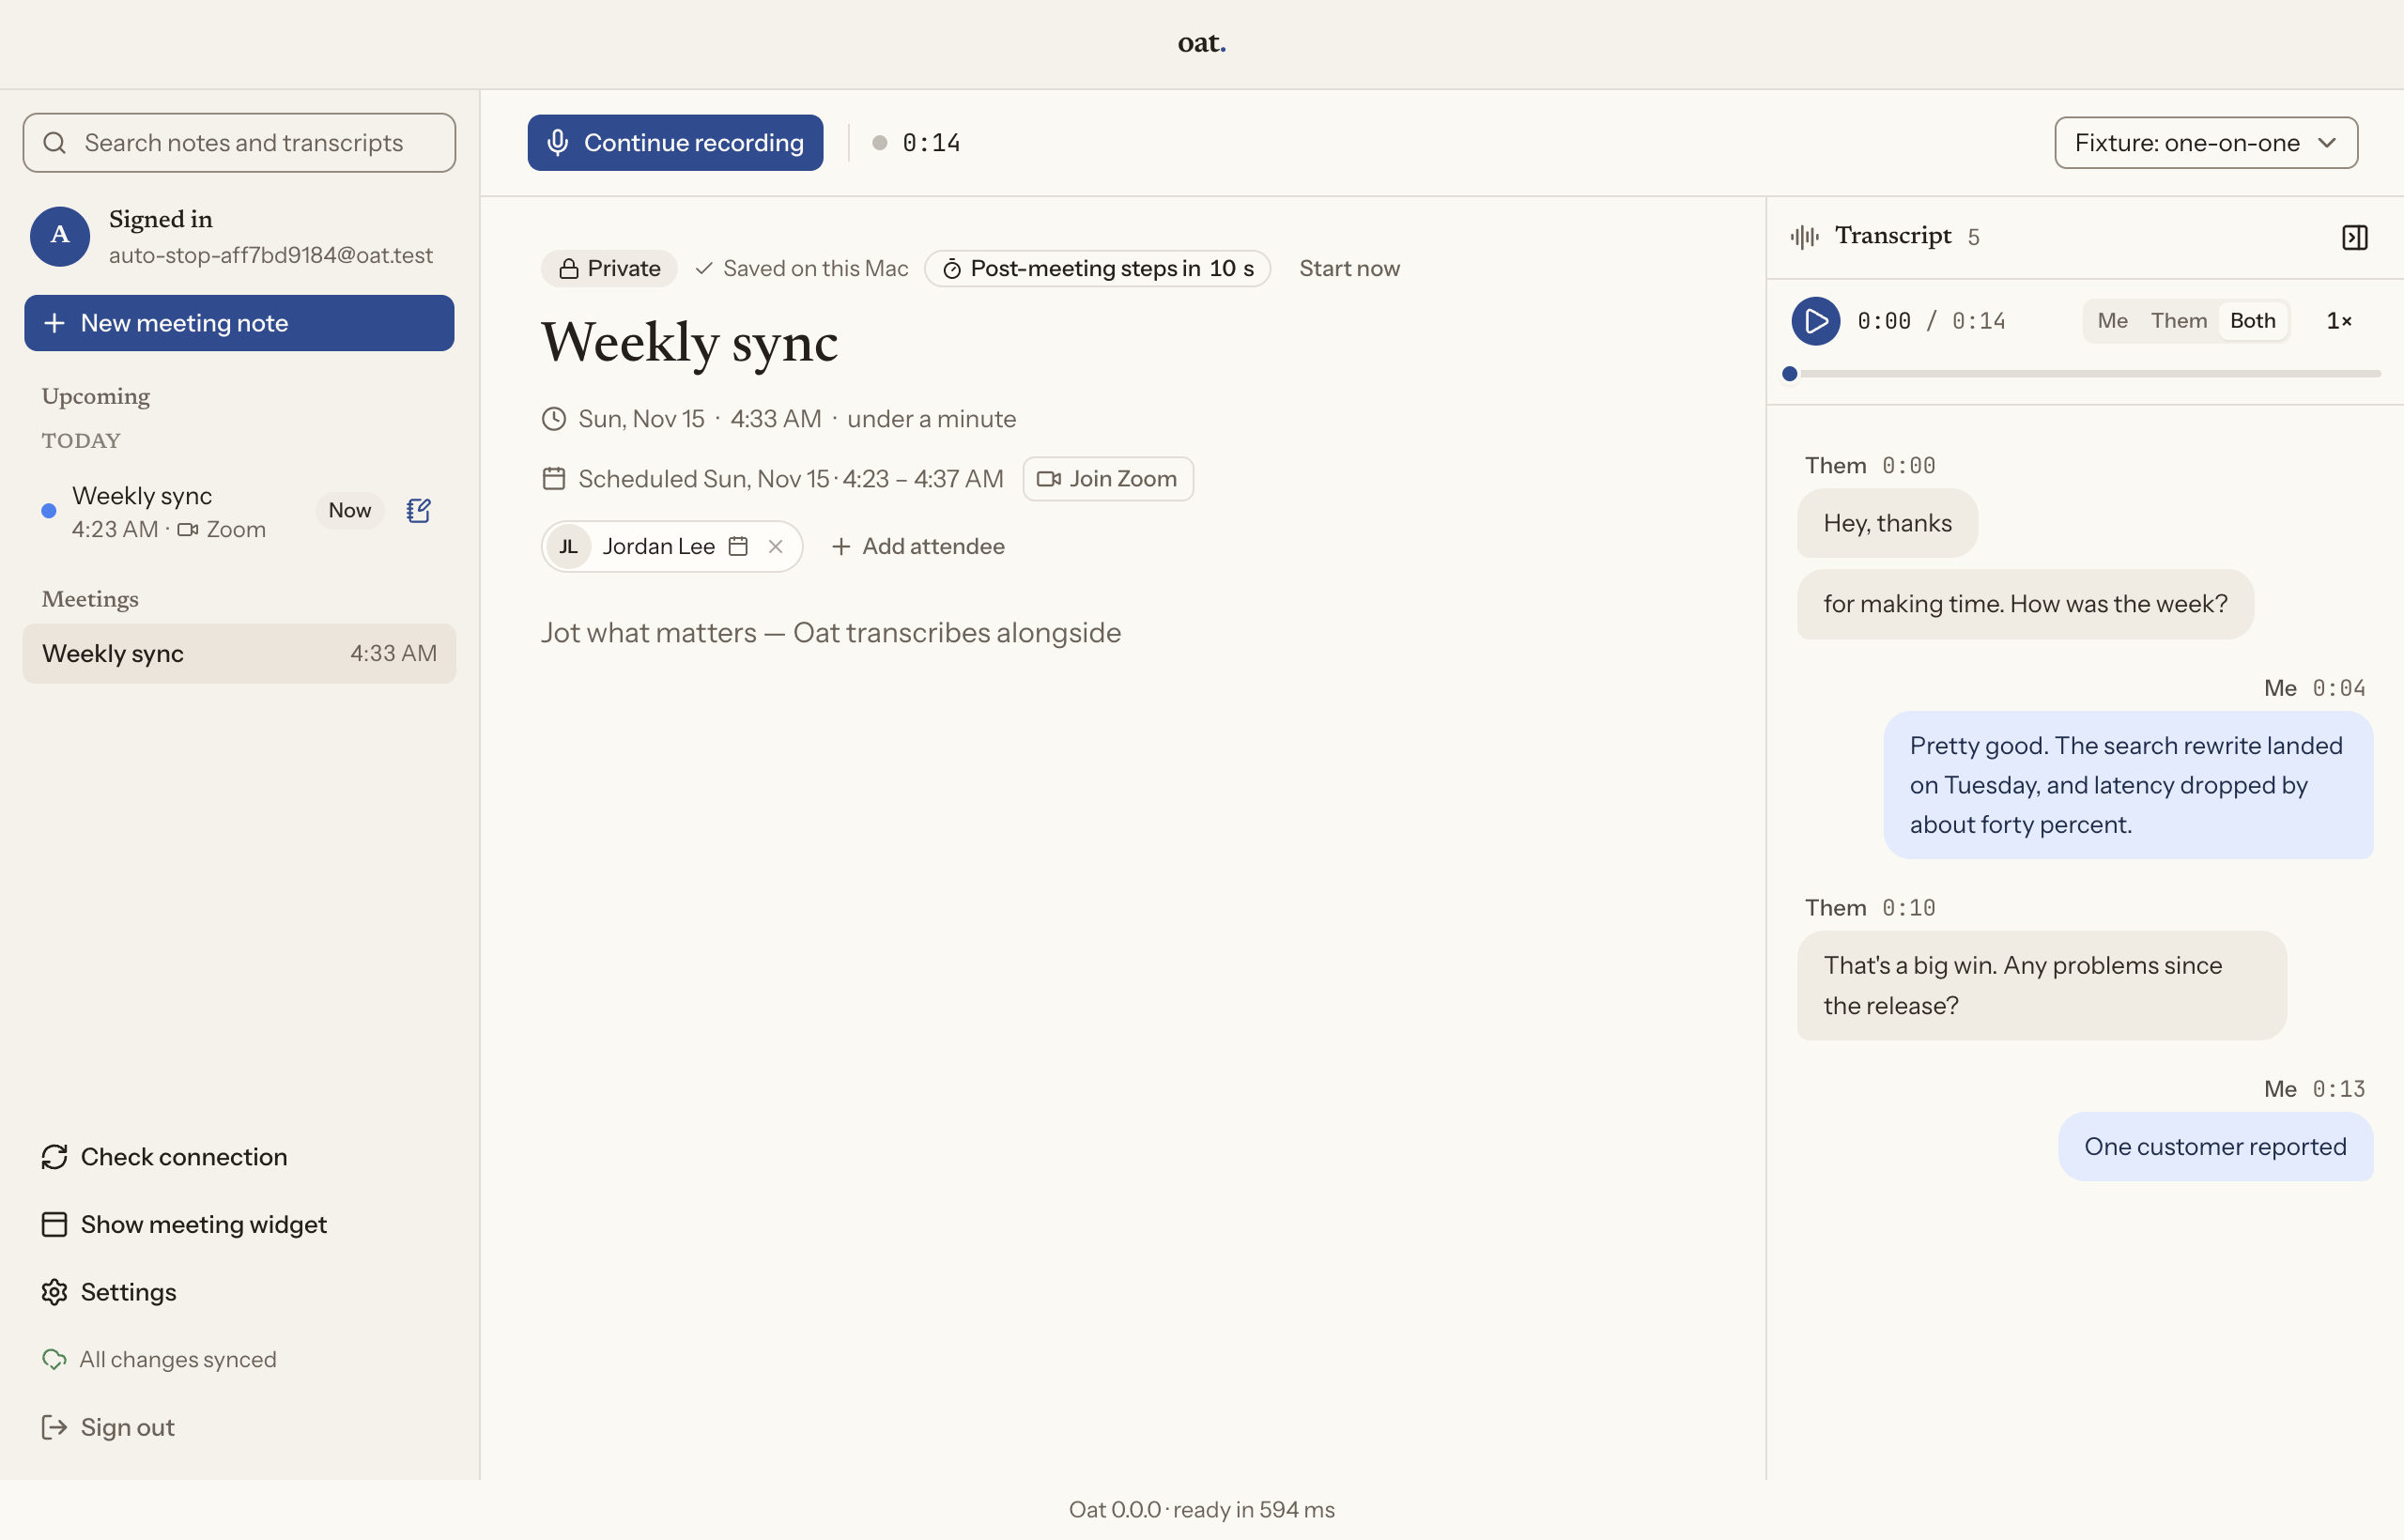 oat.
Search notes and transcripts
A
Signed in
auto-stop-aff7bd9184@oat.test
New meeting note
Upcoming
TODAY
Weekly sync
4:23 AM · Zoom
Now
Meetings
Weekly sync 4:33 AM
Check connection
Show meeting widget
Settings
All changes synced
Sign out
Continue recording
0:14
Fixture: one-on-one
Private
Saved on this Mac
Post-meeting steps in 10 s
Start now
Weekly sync
Sun, Nov 15 · 4:33 AM · under a minute
Scheduled Sun, Nov 15 · 4:23 – 4:37 AM
Join Zoom
JL Jordan Lee
Add attendee
Jot what matters — Oat transcribes alongside
Transcript 5
0:00 / 0:14
Me Them Both
1×
Them 0:00
Hey, thanks
for making time. How was the week?
Me 0:04
Pretty good. The search rewrite landed
on Tuesday, and latency dropped by
about forty percent.
Them 0:10
That's a big win. Any problems since
the release?
Me 0:13
One customer reported
Oat 0.0.0 · ready in 594 ms